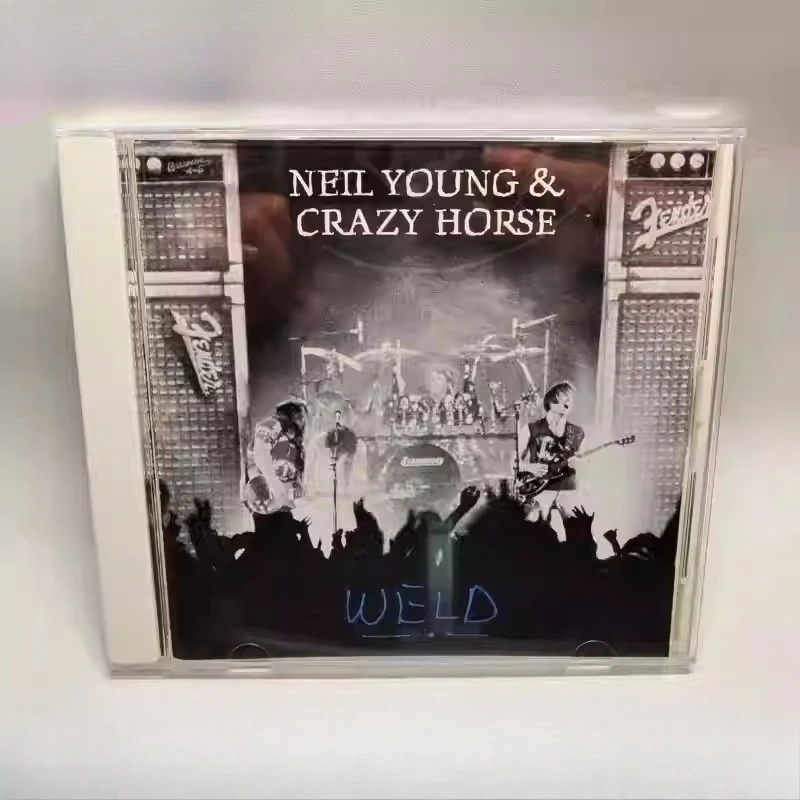 NEIL YOUNG &
CRAZY HORSE
Fender
Fender
WELD